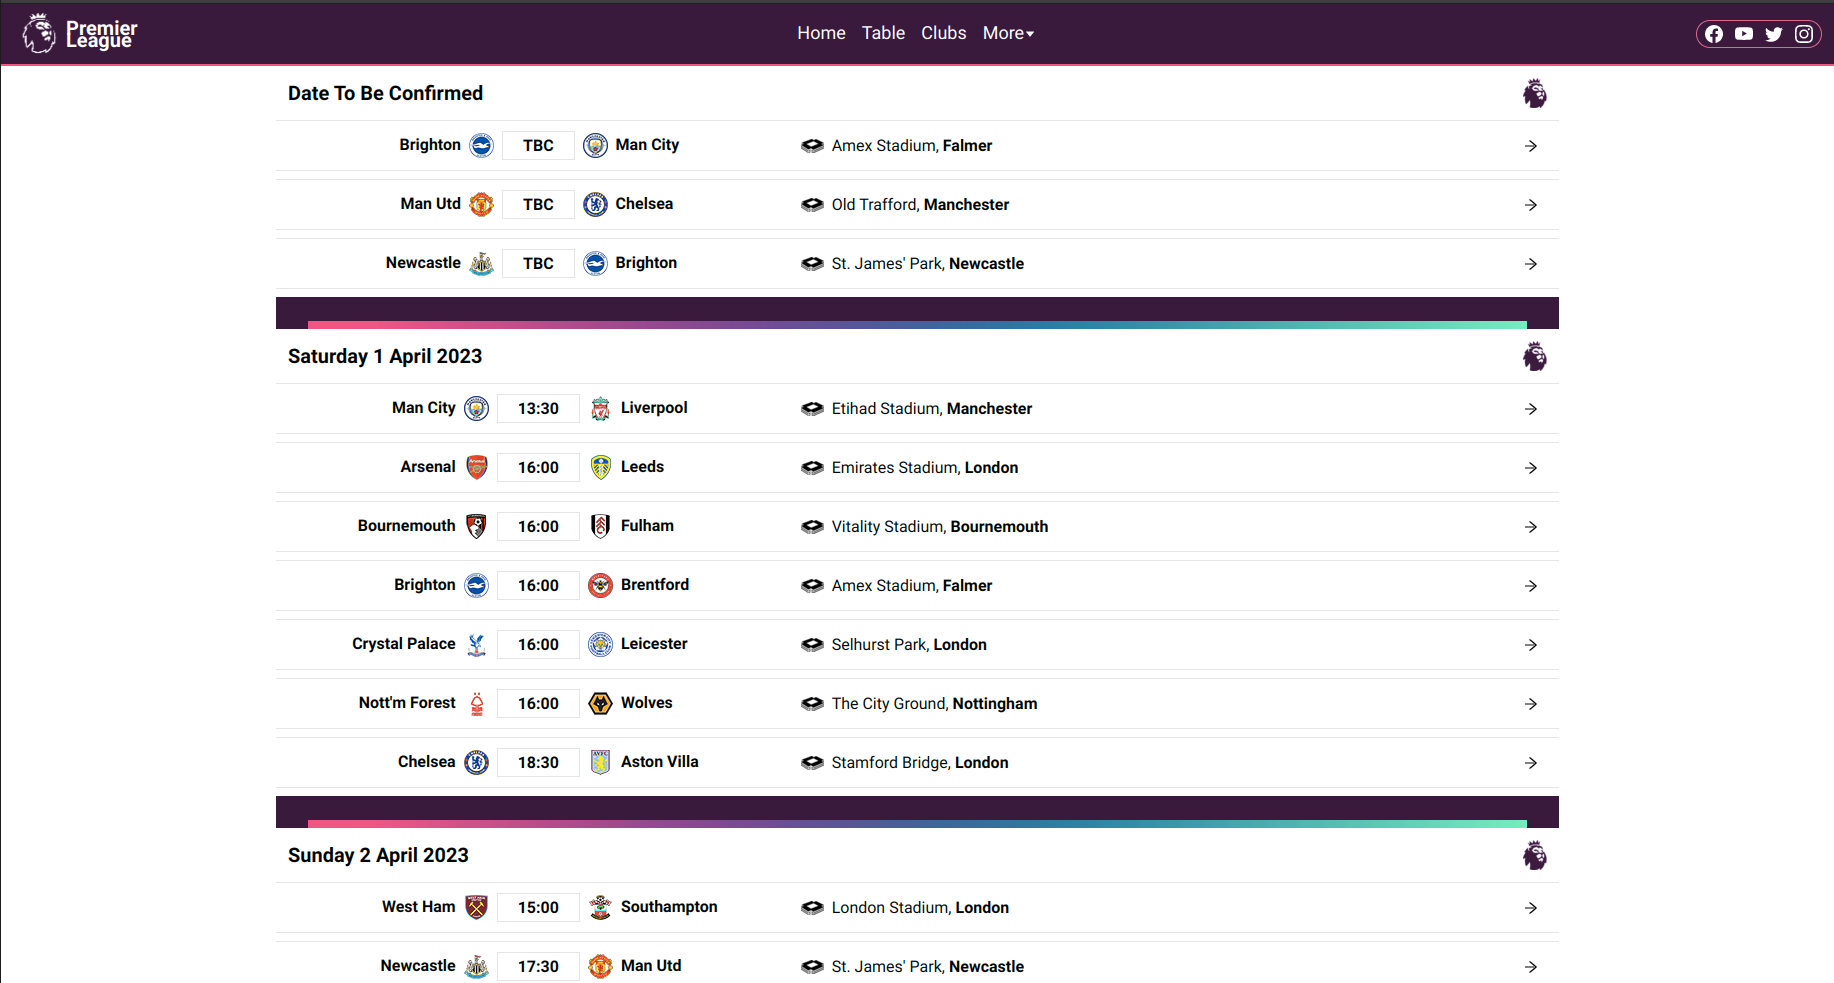 Premier
League
Home Table Clubs More
Date To Be Confirmed
Brighton TBC Man City Amex Stadium, Falmer
Man Utd TBC Chelsea Old Trafford, Manchester
Newcastle TBC Brighton St. James' Park, Newcastle
Saturday 1 April 2023
Man City 13:30 Liverpool Etihad Stadium, Manchester
Arsenal 16:00 Leeds Emirates Stadium, London
Bournemouth 16:00 Fulham Vitality Stadium, Bournemouth
Brighton 16:00 Brentford Amex Stadium, Falmer
Crystal Palace 16:00 Leicester Selhurst Park, London
Nott'm Forest 16:00 Wolves The City Ground, Nottingham
Chelsea 18:30 Aston Villa Stamford Bridge, London
Sunday 2 April 2023
West Ham 15:00 Southampton London Stadium, London
Newcastle 17:30 Man Utd St. James' Park, Newcastle